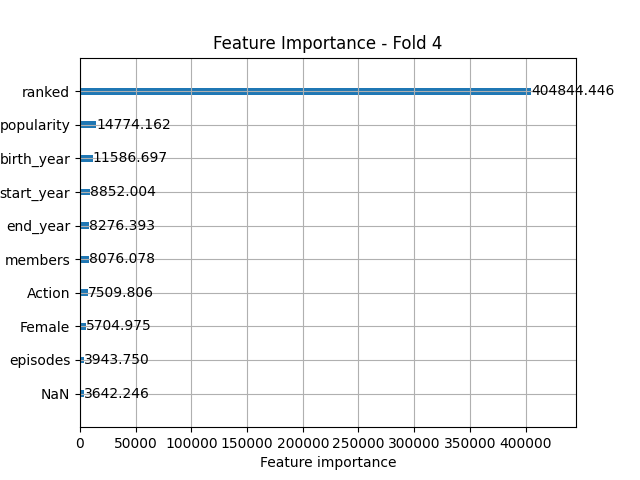 Feature Importance - Fold 4
ranked 404844.446
popularity 14774.162
birth_year 11586.697
start_year 8852.004
end_year 8276.393
members 8076.078
Action 7509.806
Female 5704.975
episodes 3943.750
NaN 3642.246
0 50000 100000 150000 200000 250000 300000 350000 400000
Feature importance